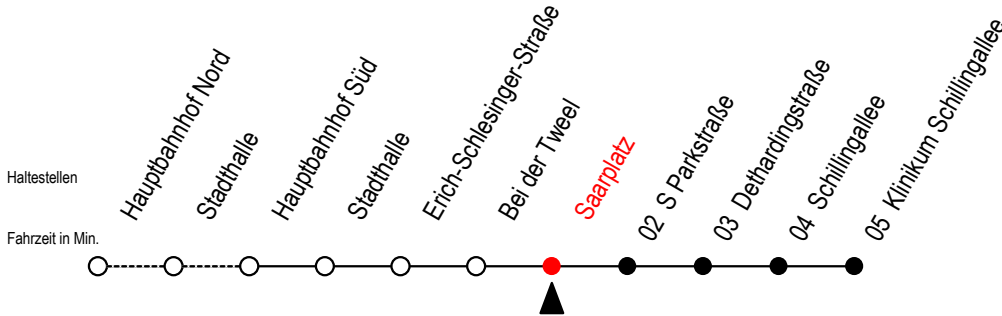 Haltestellen
Fahrzeit in Min.
Hauptbahnhof Nord
Stadthalle
Hauptbahnhof Süd
Stadthalle
Erich-Schlesinger-Straße
Bei der Tweel
Saarplatz
02 S Parkstraße
03 Dethardingstraße
04 Schillingallee
05 Klinikum Schillingallee